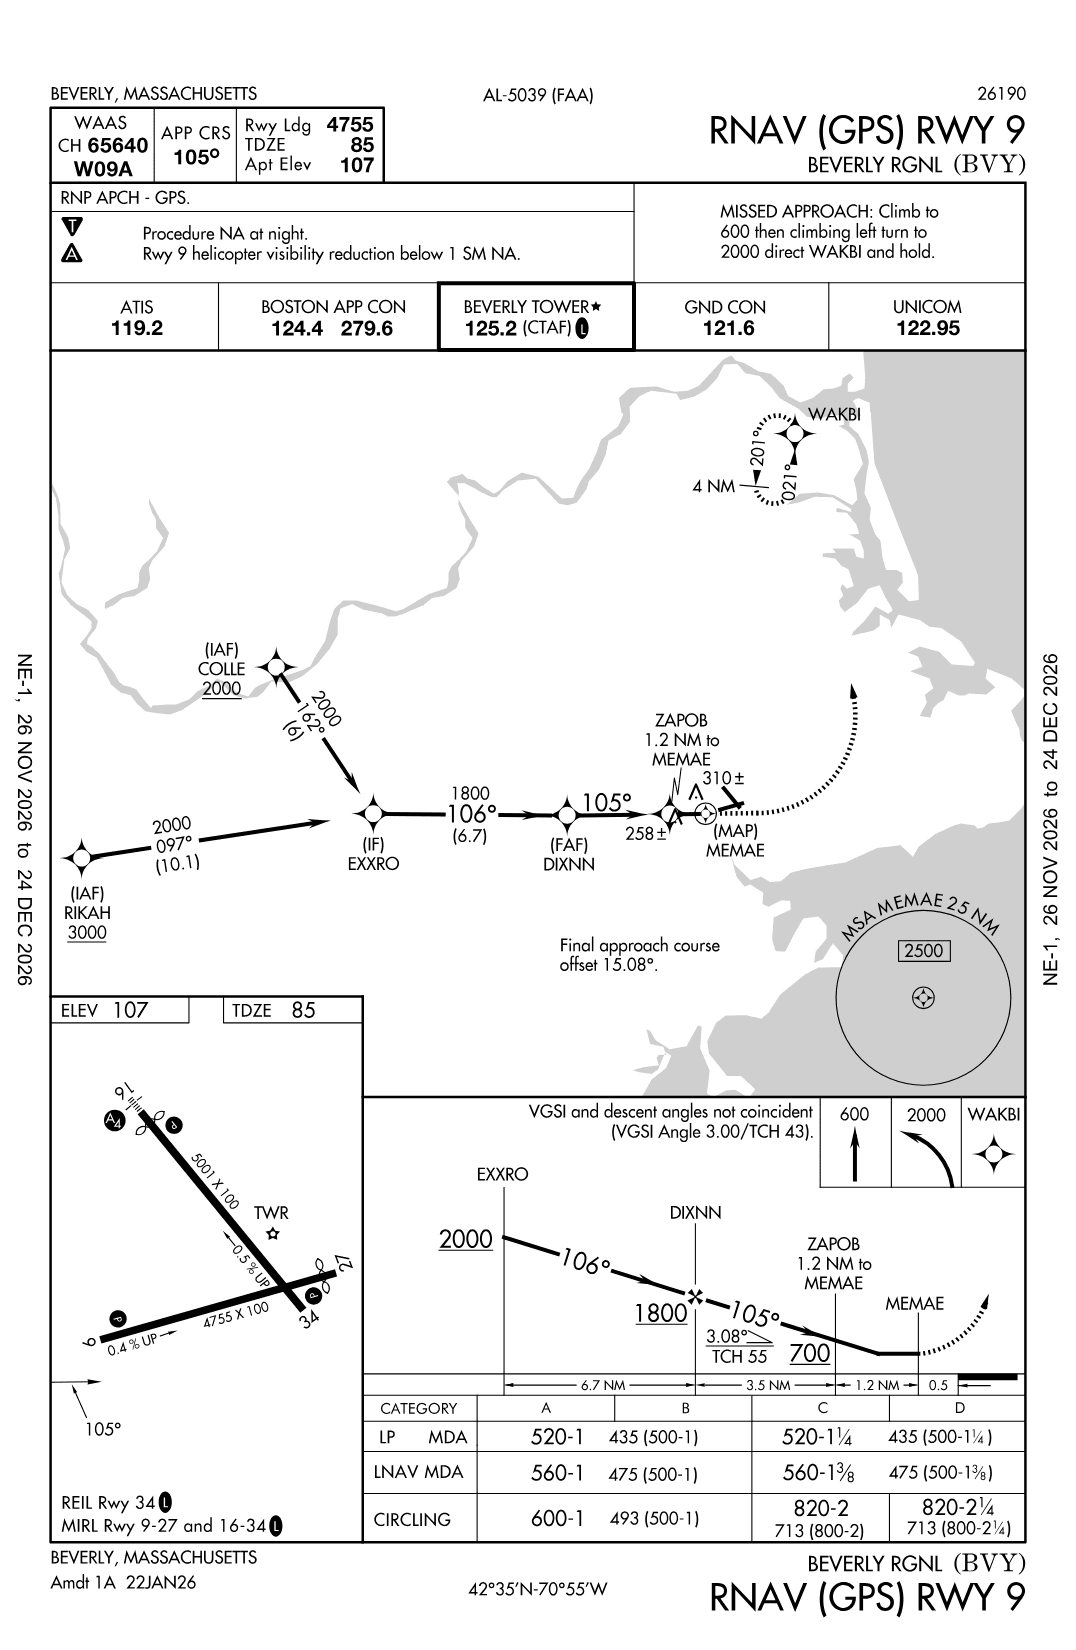 BEVERLY, MASSACHUSETTS
AL-5039 (FAA)
26190
WAAS
CH 65640
W09A
APP CRS
105°
Rwy Ldg 4755
TDZE 85
Apt Elev 107
RNAV (GPS) RWY 9
BEVERLY RGNL (BVY)
RNP APCH - GPS.
T
A
Procedure NA at night.
Rwy 9 helicopter visibility reduction below 1 SM NA.
MISSED APPROACH: Climb to
600 then climbing left turn to
2000 direct WAKBI and hold.
ATIS
119.2
BOSTON APP CON
124.4 279.6
BEVERLY TOWER★
125.2 (CTAF) L
GND CON
121.6
UNICOM
122.95
WAKBI
201°
021°
4 NM
(IAF)
COLLE
2000
2000
162°
(6)
ZAPOB
1.2 NM to
MEMAE
310±
1800
106°
(6.7)
105°
258±
(MAP)
MEMAE
2000
097°
(10.1)
(IF)
EXXRO
(FAF)
DIXNN
(IAF)
RIKAH
3000
MSA MEMAE 25 NM
2500
Final approach course
offset 15.08°.
NE-1, 26 NOV 2026 to 24 DEC 2026
NE-1, 26 NOV 2026 to 24 DEC 2026
ELEV 107
TDZE 85
16
A4
P
5001 X 100
TWR
0.5% UP
27
P
P
34
4755 X 100
9
0.4% UP
105°
REIL Rwy 34 L
MIRL Rwy 9-27 and 16-34 L
VGSI and descent angles not coincident
(VGSI Angle 3.00/TCH 43).
600
2000
WAKBI
EXXRO
DIXNN
ZAPOB
1.2 NM to
MEMAE
MEMAE
2000
106°
1800
105°
3.08°
TCH 55
700
6.7 NM
3.5 NM
1.2 NM
0.5
CATEGORY A B C D
LP MDA 520-1 435 (500-1) 520-1¼ 435 (500-1¼)
LNAV MDA 560-1 475 (500-1) 560-1⅜ 475 (500-1⅜)
CIRCLING 600-1 493 (500-1) 820-2 713 (800-2) 820-2¼ 713 (800-2¼)
BEVERLY, MASSACHUSETTS
Amdt 1A 22JAN26
42°35'N-70°55'W
BEVERLY RGNL (BVY)
RNAV (GPS) RWY 9